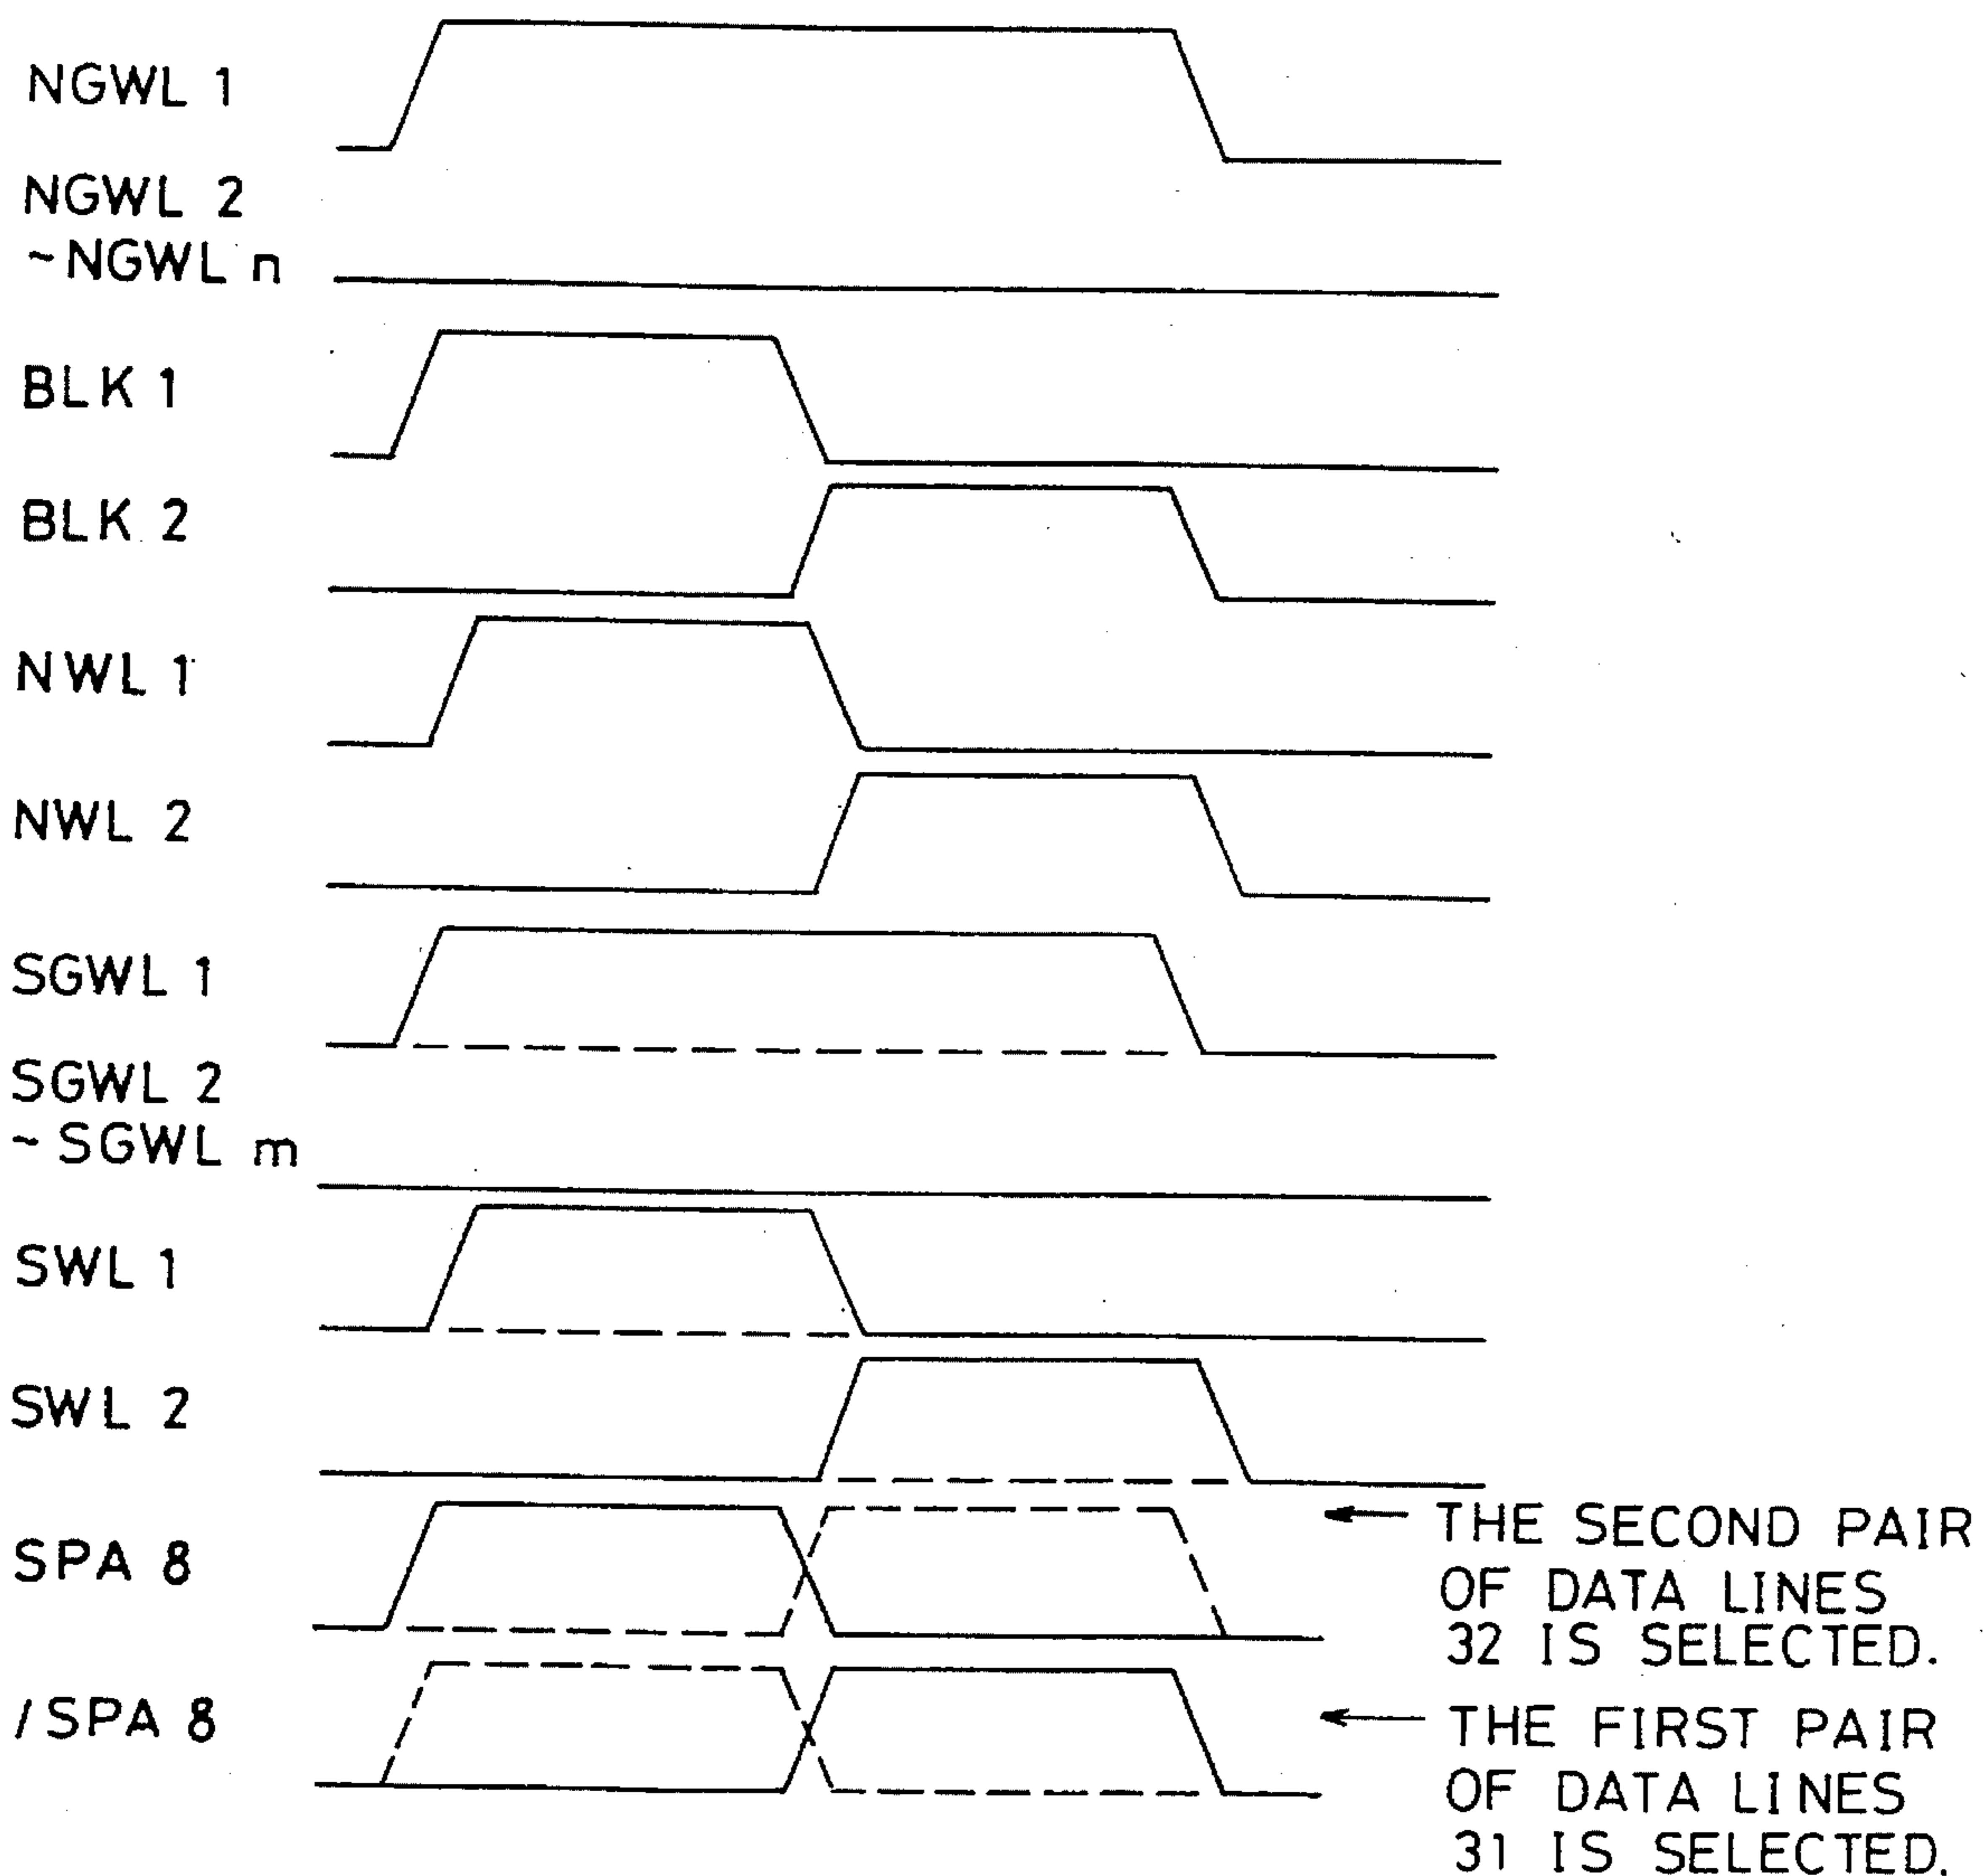 NGWL 1
NGWL 2
~NGWL n
BLK 1
BLK 2
NWL 1
NWL 2
SGWL 1
SGWL 2
~SGWL m
SWL 1
SWL 2
SPA 8
THE SECOND PAIR
OF DATA LINES
32 IS SELECTED.
/SPA 8
THE FIRST PAIR
OF DATA LINES
31 IS SELECTED.